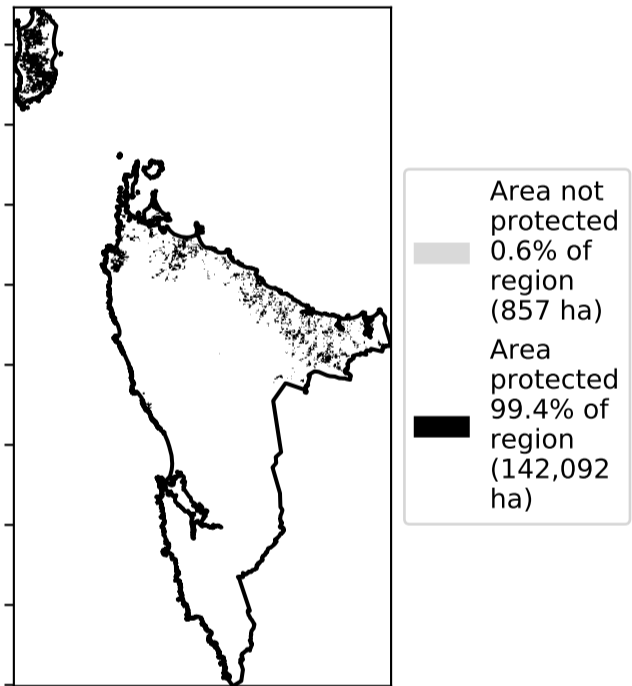 Area not
protected
0.6% of
region
(857 ha)
Area
protected
99.4% of
region
(142,092
ha)